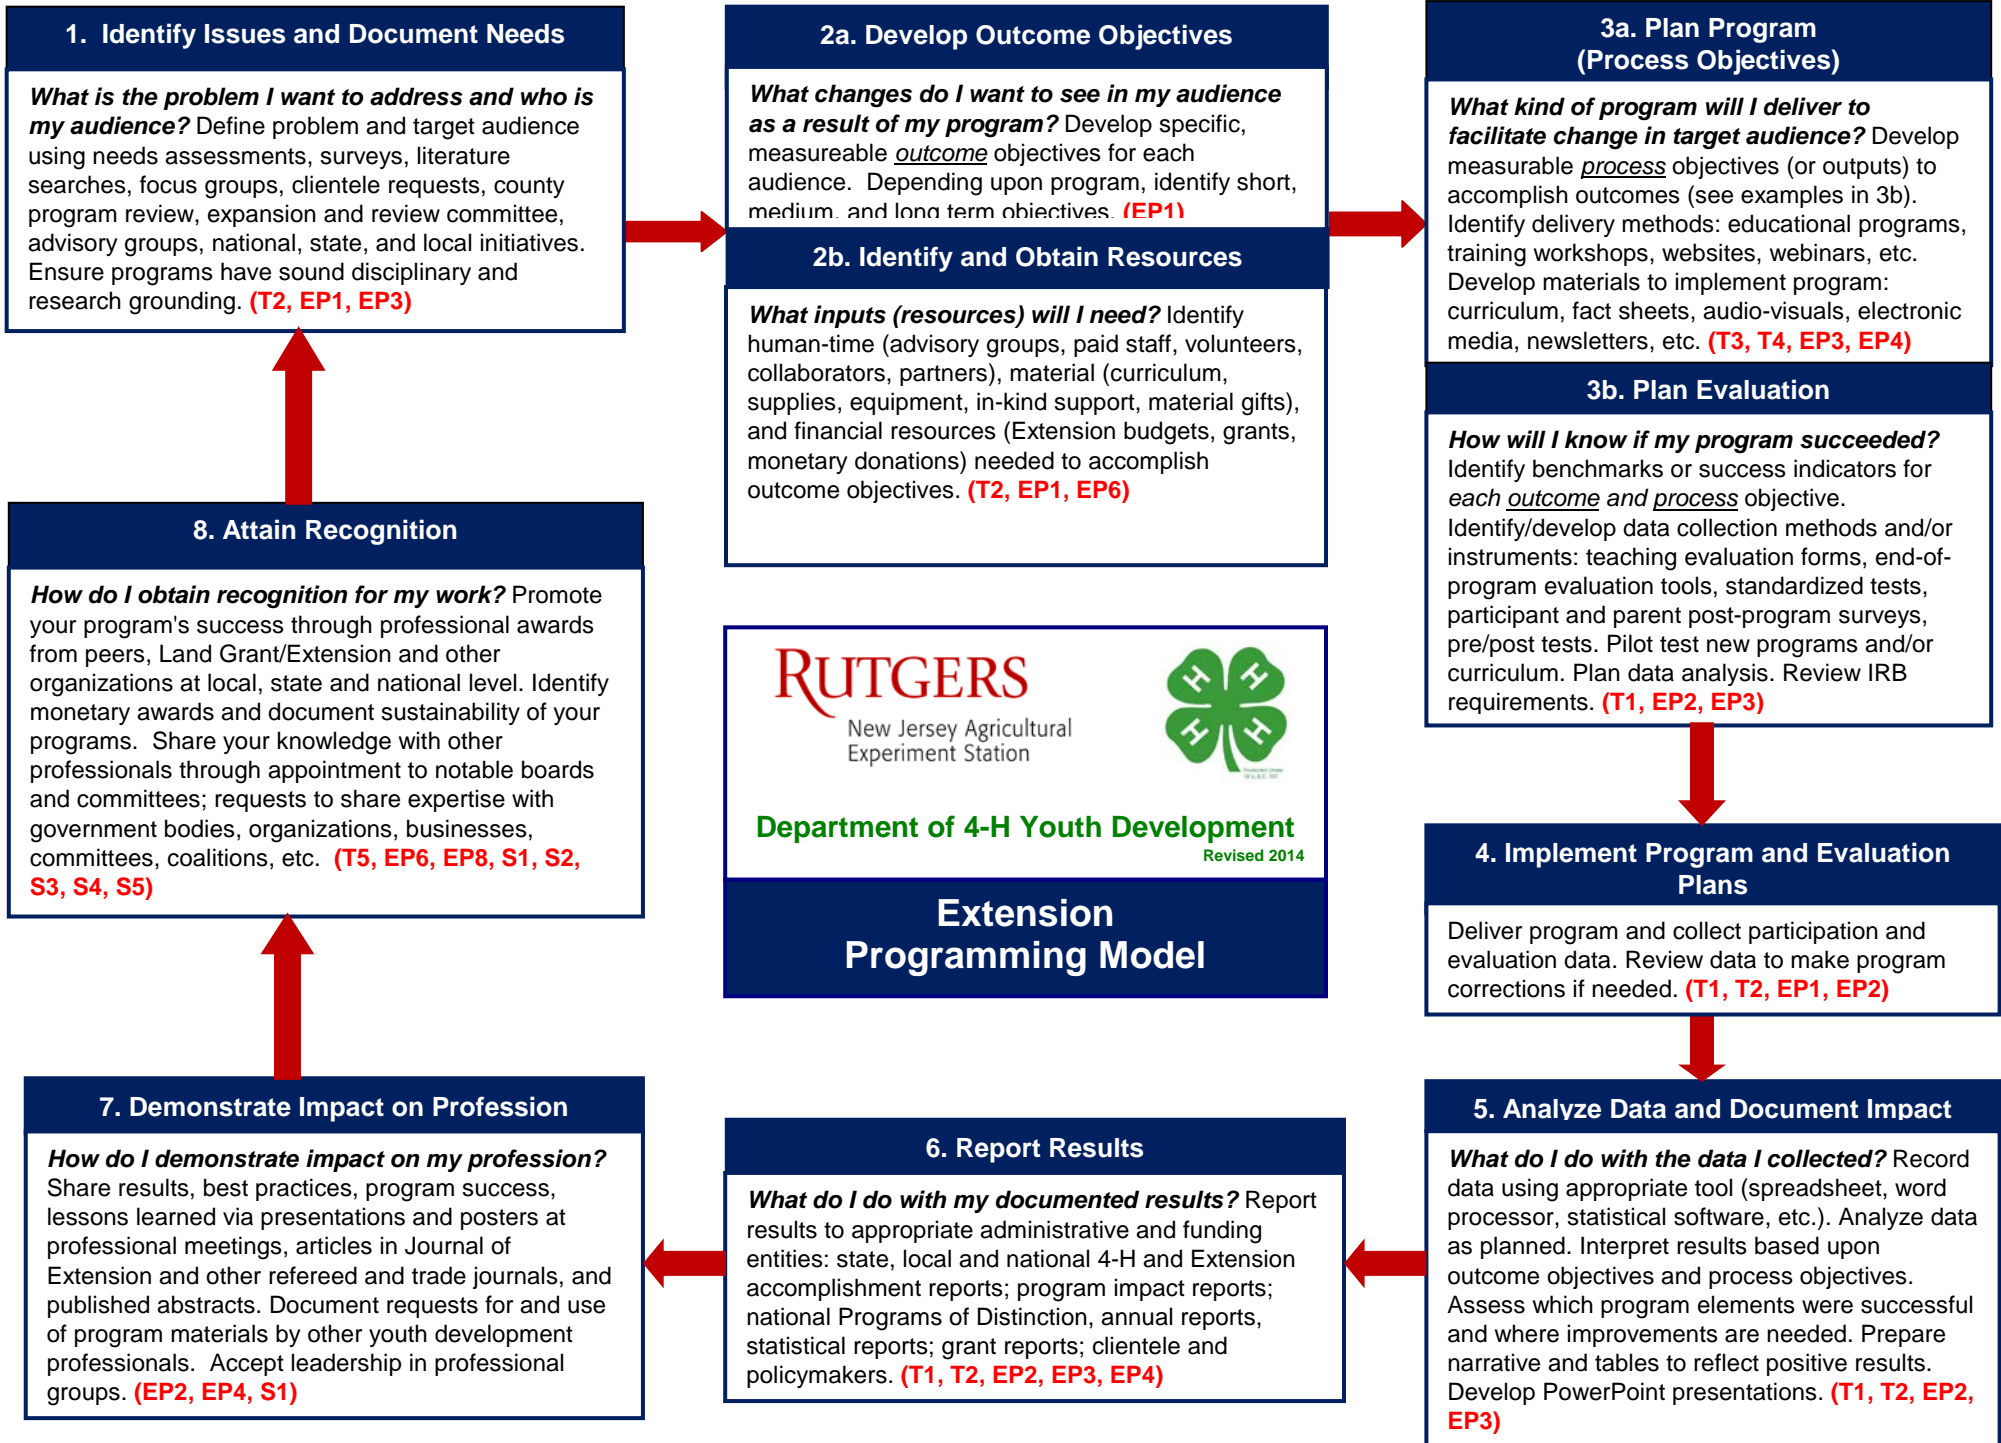 1. Identify Issues and Document Needs
What is the problem I want to address and who is
my audience? Define problem and target audience
using needs assessments, surveys, literature
searches, focus groups, clientele requests, county
program review, expansion and review committee,
advisory groups, national, state, and local initiatives.
Ensure programs have sound disciplinary and
research grounding. (T2, EP1, EP3)
2a. Develop Outcome Objectives
What changes do I want to see in my audience
as a result of my program? Develop specific,
measureable outcome objectives for each
audience. Depending upon program, identify short,
medium, and long term objectives. (EP1)
2b. Identify and Obtain Resources
What inputs (resources) will I need? Identify
human-time (advisory groups, paid staff, volunteers,
collaborators, partners), material (curriculum,
supplies, equipment, in-kind support, material gifts),
and financial resources (Extension budgets, grants,
monetary donations) needed to accomplish
outcome objectives. (T2, EP1, EP6)
3a. Plan Program
(Process Objectives)
What kind of program will I deliver to
facilitate change in target audience? Develop
measurable process objectives (or outputs) to
accomplish outcomes (see examples in 3b).
Identify delivery methods: educational programs,
training workshops, websites, webinars, etc.
Develop materials to implement program:
curriculum, fact sheets, audio-visuals, electronic
media, newsletters, etc. (T3, T4, EP3, EP4)
3b. Plan Evaluation
How will I know if my program succeeded?
Identify benchmarks or success indicators for
each outcome and process objective.
Identify/develop data collection methods and/or
instruments: teaching evaluation forms, end-of-
program evaluation tools, standardized tests,
participant and parent post-program surveys,
pre/post tests. Pilot test new programs and/or
curriculum. Plan data analysis. Review IRB
requirements. (T1, EP2, EP3)
4. Implement Program and Evaluation
Plans
Deliver program and collect participation and
evaluation data. Review data to make program
corrections if needed. (T1, T2, EP1, EP2)
5. Analyze Data and Document Impact
What do I do with the data I collected? Record
data using appropriate tool (spreadsheet, word
processor, statistical software, etc.). Analyze data
as planned. Interpret results based upon
outcome objectives and process objectives.
Assess which program elements were successful
and where improvements are needed. Prepare
narrative and tables to reflect positive results.
Develop PowerPoint presentations. (T1, T2, EP2,
EP3)
6. Report Results
What do I do with my documented results? Report
results to appropriate administrative and funding
entities: state, local and national 4-H and Extension
accomplishment reports; program impact reports;
national Programs of Distinction, annual reports,
statistical reports; grant reports; clientele and
policymakers. (T1, T2, EP2, EP3, EP4)
7. Demonstrate Impact on Profession
How do I demonstrate impact on my profession?
Share results, best practices, program success,
lessons learned via presentations and posters at
professional meetings, articles in Journal of
Extension and other refereed and trade journals, and
published abstracts. Document requests for and use
of program materials by other youth development
professionals. Accept leadership in professional
groups. (EP2, EP4, S1)
8. Attain Recognition
How do I obtain recognition for my work? Promote
your program's success through professional awards
from peers, Land Grant/Extension and other
organizations at local, state and national level. Identify
monetary awards and document sustainability of your
programs. Share your knowledge with other
professionals through appointment to notable boards
and committees; requests to share expertise with
government bodies, organizations, businesses,
committees, coalitions, etc. (T5, EP6, EP8, S1, S2,
S3, S4, S5)
RUTGERS
New Jersey Agricultural
Experiment Station
H H
H H
Protected Under
18 U.S.C. 707
Department of 4-H Youth Development
Revised 2014
Extension
Programming Model